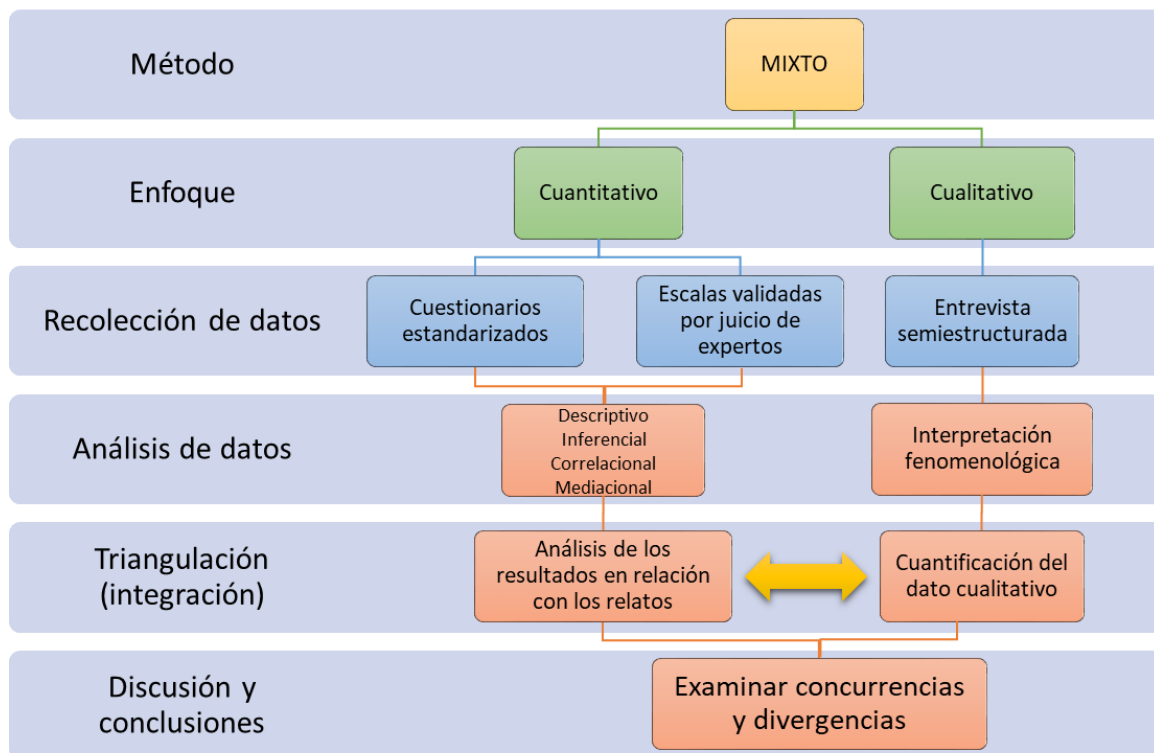 Método
MIXTO
Enfoque
Cuantitativo
Cualitativo
Recolección de datos
Cuestionarios
estandarizados
Escalas validadas
por juicio de
expertos
Entrevista
semiestructurada
Análisis de datos
Descriptivo
Inferencial
Correlacional
Mediacional
Interpretación
fenomenológica
Triangulación
(integración)
Análisis de los
resultados en relación
con los relatos
Cuantificación del
dato cualitativo
Discusión y
conclusiones
Examinar concurrencias
y divergencias